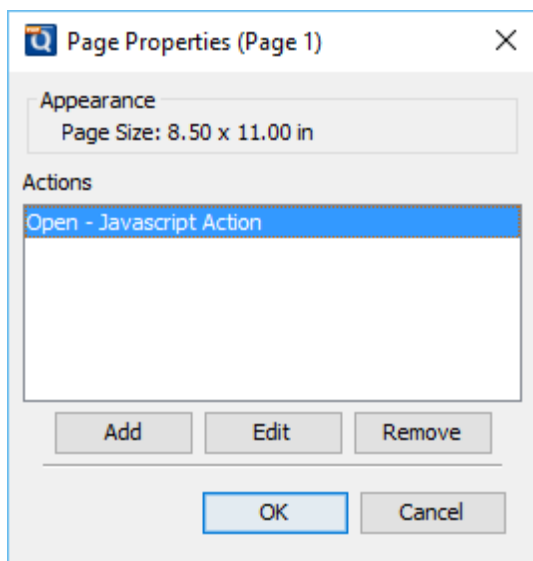 Page Properties (Page 1)
Appearance
Page Size: 8.50 x 11.00 in
Actions
Open - Javascript Action
Add Edit Remove
OK Cancel